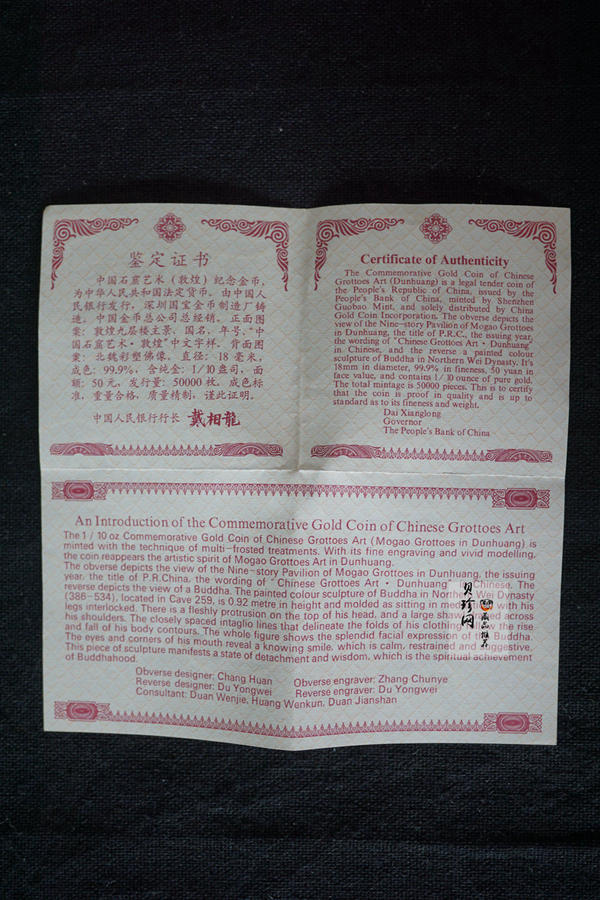 鉴定证书
中国石窟艺术（敦煌）纪念金币，
为中华人民共和国法定货币。由中国人
民银行发行，深圳国宝金币制造厂铸
造。中国金币总公司总经销。正面图
案：敦煌九层楼主景、国名、年号、“中
国石窟艺术·敦煌”中文字样。背面图
案：北魏彩塑佛像。直径：18毫米，
成色：99.9%，含纯金：1/10盎司，面
额：50元，发行量：50000枚。成色标
准，重量合格，质量精制，谨此证明。
中国人民银行行长 戴相龍
Certificate of Authenticity
The Commemorative Gold Coin of Chinese
Grottoes Art (Dunhuang) is a legal tender coin of
the People's Republic of China, issued by the
People's Bank of China, minted by Shenzhen
Guobao Mint, and solely distributed by China
Gold Coin Incorporation. The obverse depicts the
view of the Nine-story Pavilion of Mogao Grottoes
in Dunhuang, the title of P.R.C., the issuing year,
the wording of "Chinese Grottoes Art · Dunhuang"
in Chinese, and the reverse a painted colour
sculpture of Buddha in Northern Wei Dynasty. It's
18mm in diameter, 99.9% in fineness, 50 yuan in
face value, and contains 1/10 ounce of pure gold.
The total mintage is 50000 pieces. This is to certify
that the coin is proof in quality and is up to
standard as to its fineness and weight.
Dai Xianglong
Governor
The People's Bank of China
An Introduction of the Commemorative Gold Coin of Chinese Grottoes Art
The 1/10 oz Commemorative Gold Coin of Chinese Grottoes Art (Mogao Grottoes in Dunhuang) is
minted with the technique of multi-frosted treatments. With its fine engraving and vivid modelling,
the coin reappears the artistic spirit of Mogao Grottoes Art in Dunhuang.
The obverse depicts the view of the Nine-story Pavilion of Mogao Grottoes in Dunhuang, the issuing
year, the title of P.R.China, the wording of "Chinese Grottoes Art · Dunhuang" in Chinese. The
reverse depicts the view of a Buddha. The painted colour sculpture of Buddha in Northern Wei Dynasty
(386-534), located in Cave 259, is 0.92 metre in height and molded as sitting in with his
legs interlocked. There is a fleshly protrusion on the top of his head, and a large shawl across
his shoulders. The closely spaced intaglio lines that delineate the folds of his clothing the rise
and fall of his body contours. The whole figure shows the splendid facial expression of the Buddha.
The eyes and corners of his mouth reveal a knowing smile, which is calm, restrained and suggestive.
This piece of sculpture manifests a state of detachment and wisdom, which is the spiritual achievement
of Buddhahood.
Obverse designer: Chang Huan Obverse engraver: Zhang Chunye
Reverse designer: Du Yongwei Reverse engraver: Du Yongwei
Consultant: Duan Wenjie, Huang Wenkun, Duan Jianshan
贝珍网